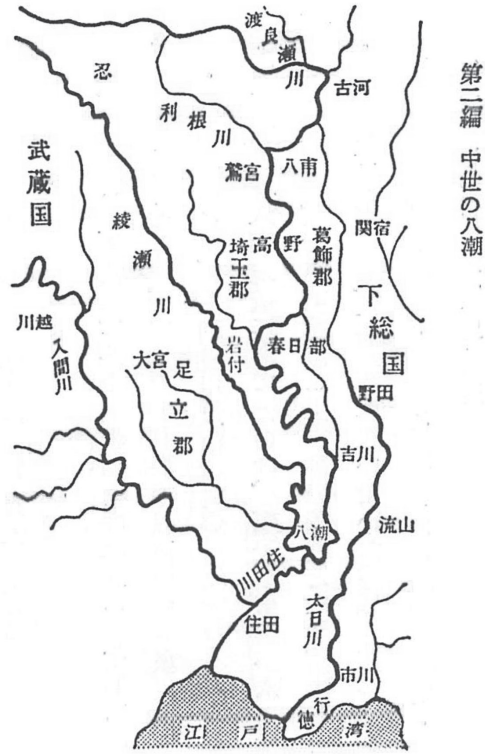 第二編 中世の八潮
渡良瀬川
古河
忍
利根川
鷲宮
八甫
武蔵国
綾瀬川
埼玉郡
高野
葛飾郡
関宿
下総国
川越
入間川
大宮
足立郡
岩付
春日部
野田
吉川
八潮
流山
住田川
住田
太日川
市川
行徳
江戸湾